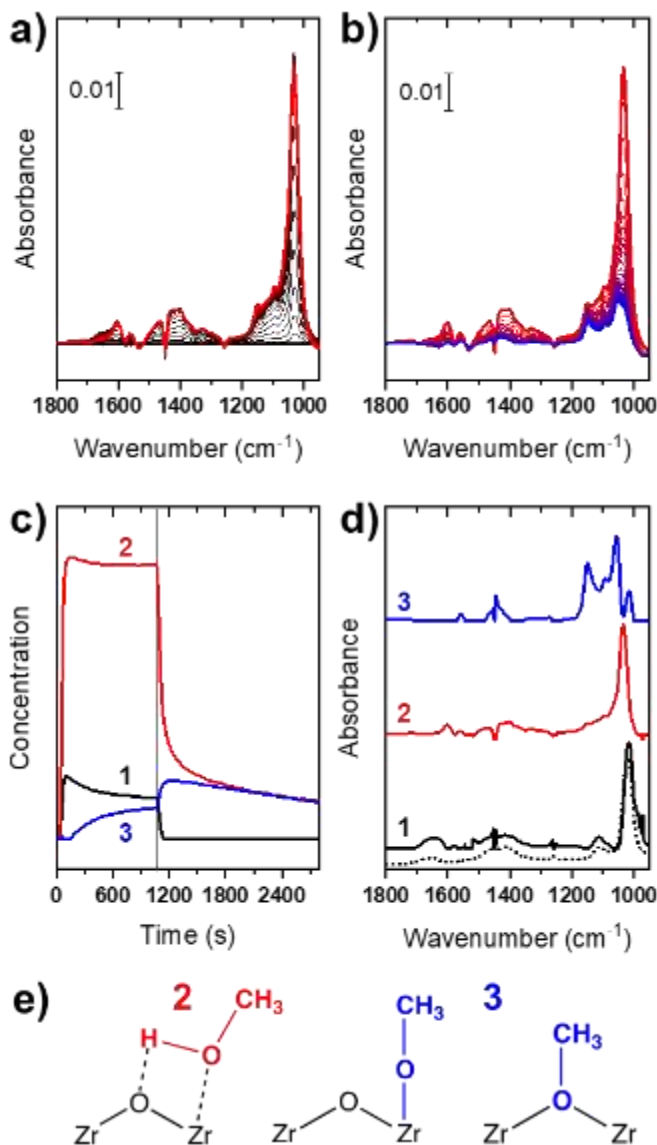 a)
b)
0.01
0.01
Absorbance
Absorbance
1800 1600 1400 1200 1000
1800 1600 1400 1200 1000
Wavenumber (cm⁻¹)
Wavenumber (cm⁻¹)
c)
d)
2
1
3
3
2
1
Concentration
Absorbance
0 600 1200 1800 2400
1800 1600 1400 1200 1000
Time (s)
Wavenumber (cm⁻¹)
e)
2
3
CH₃
H
O
O
Zr
Zr
CH₃
O
O
Zr
Zr
CH₃
O
Zr
Zr